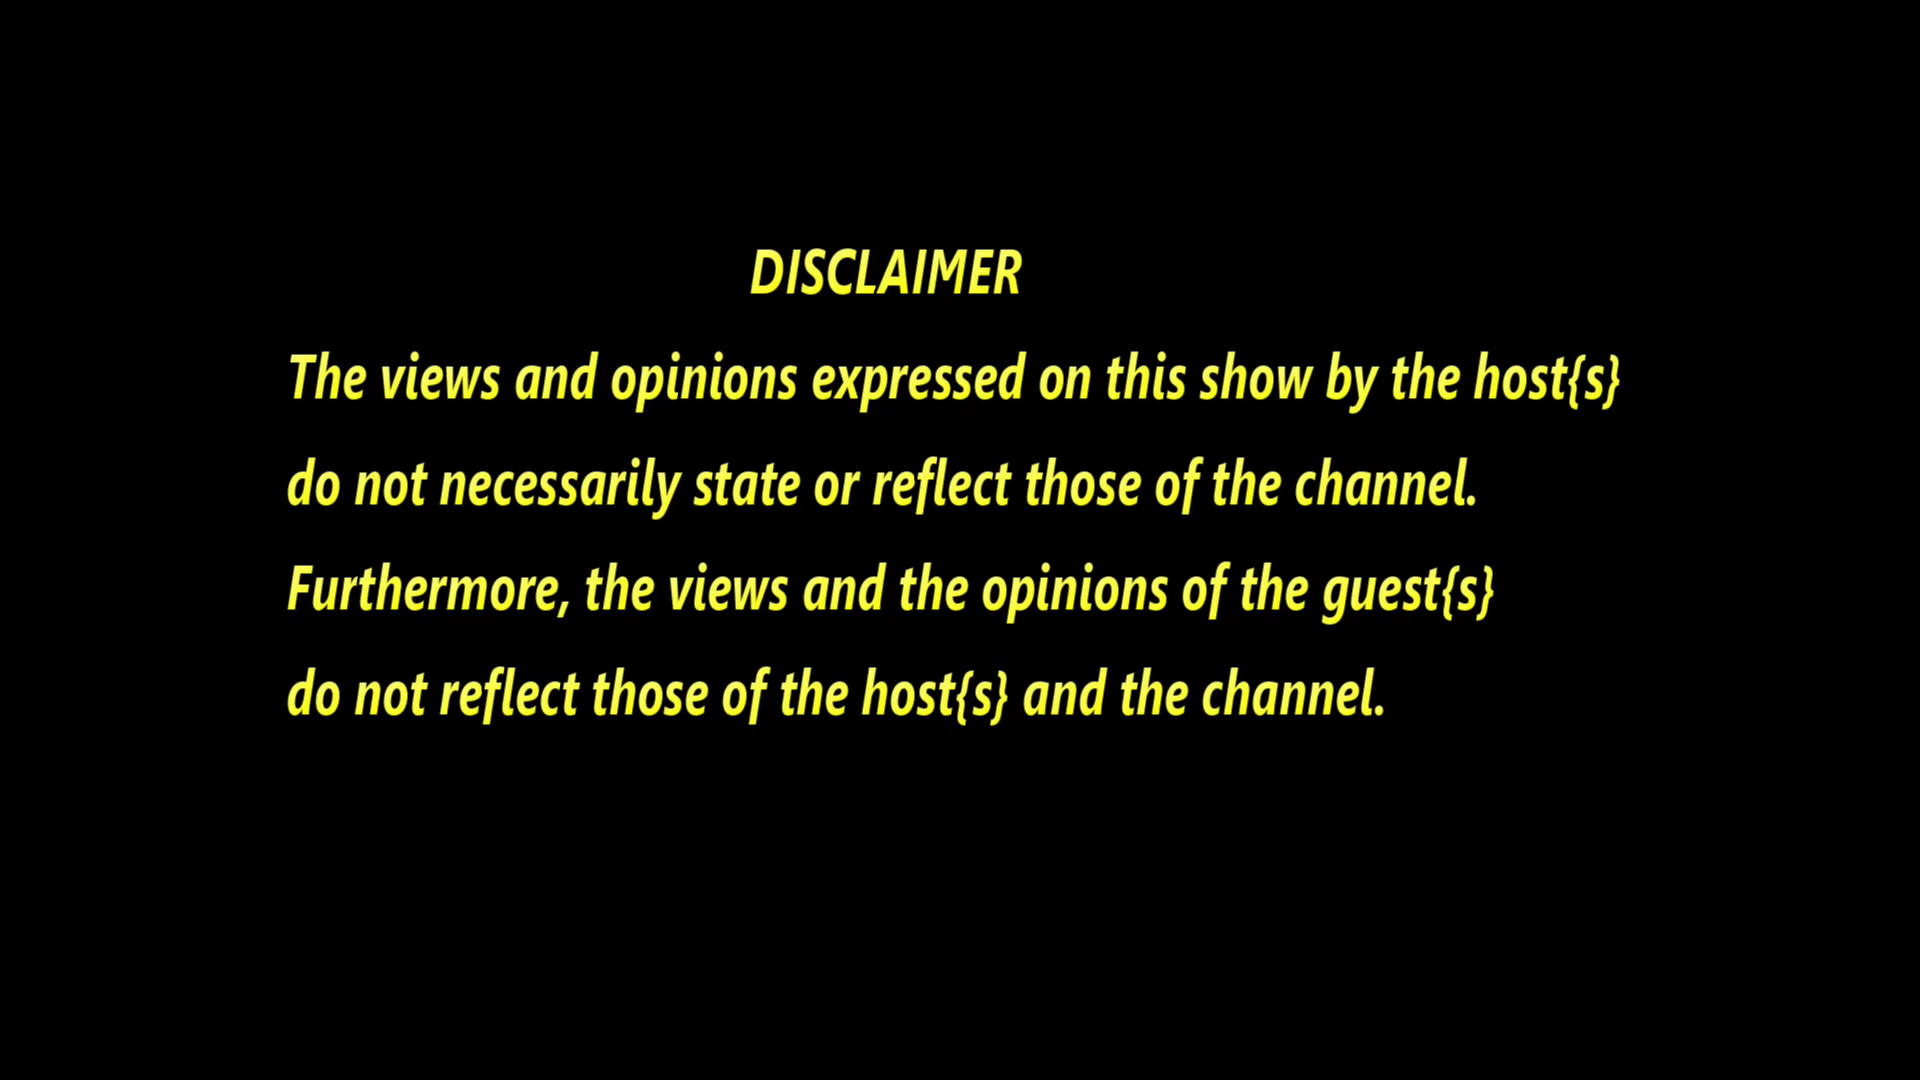 DISCLAIMER
The views and opinions expressed on this show by the host{s}
do not necessarily state or reflect those of the channel.
Furthermore, the views and the opinions of the guest{s}
do not reflect those of the host{s} and the channel.